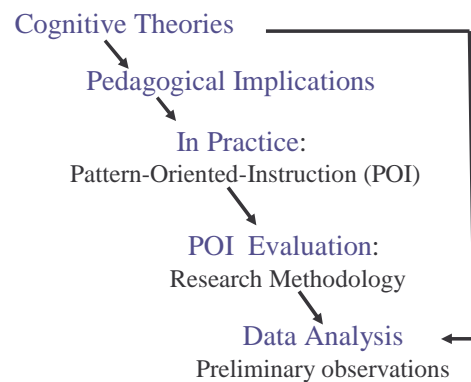 Cognitive Theories
Pedagogical Implications
In Practice:
Pattern-Oriented-Instruction (POI)
POI Evaluation:
Research Methodology
Data Analysis
Preliminary observations